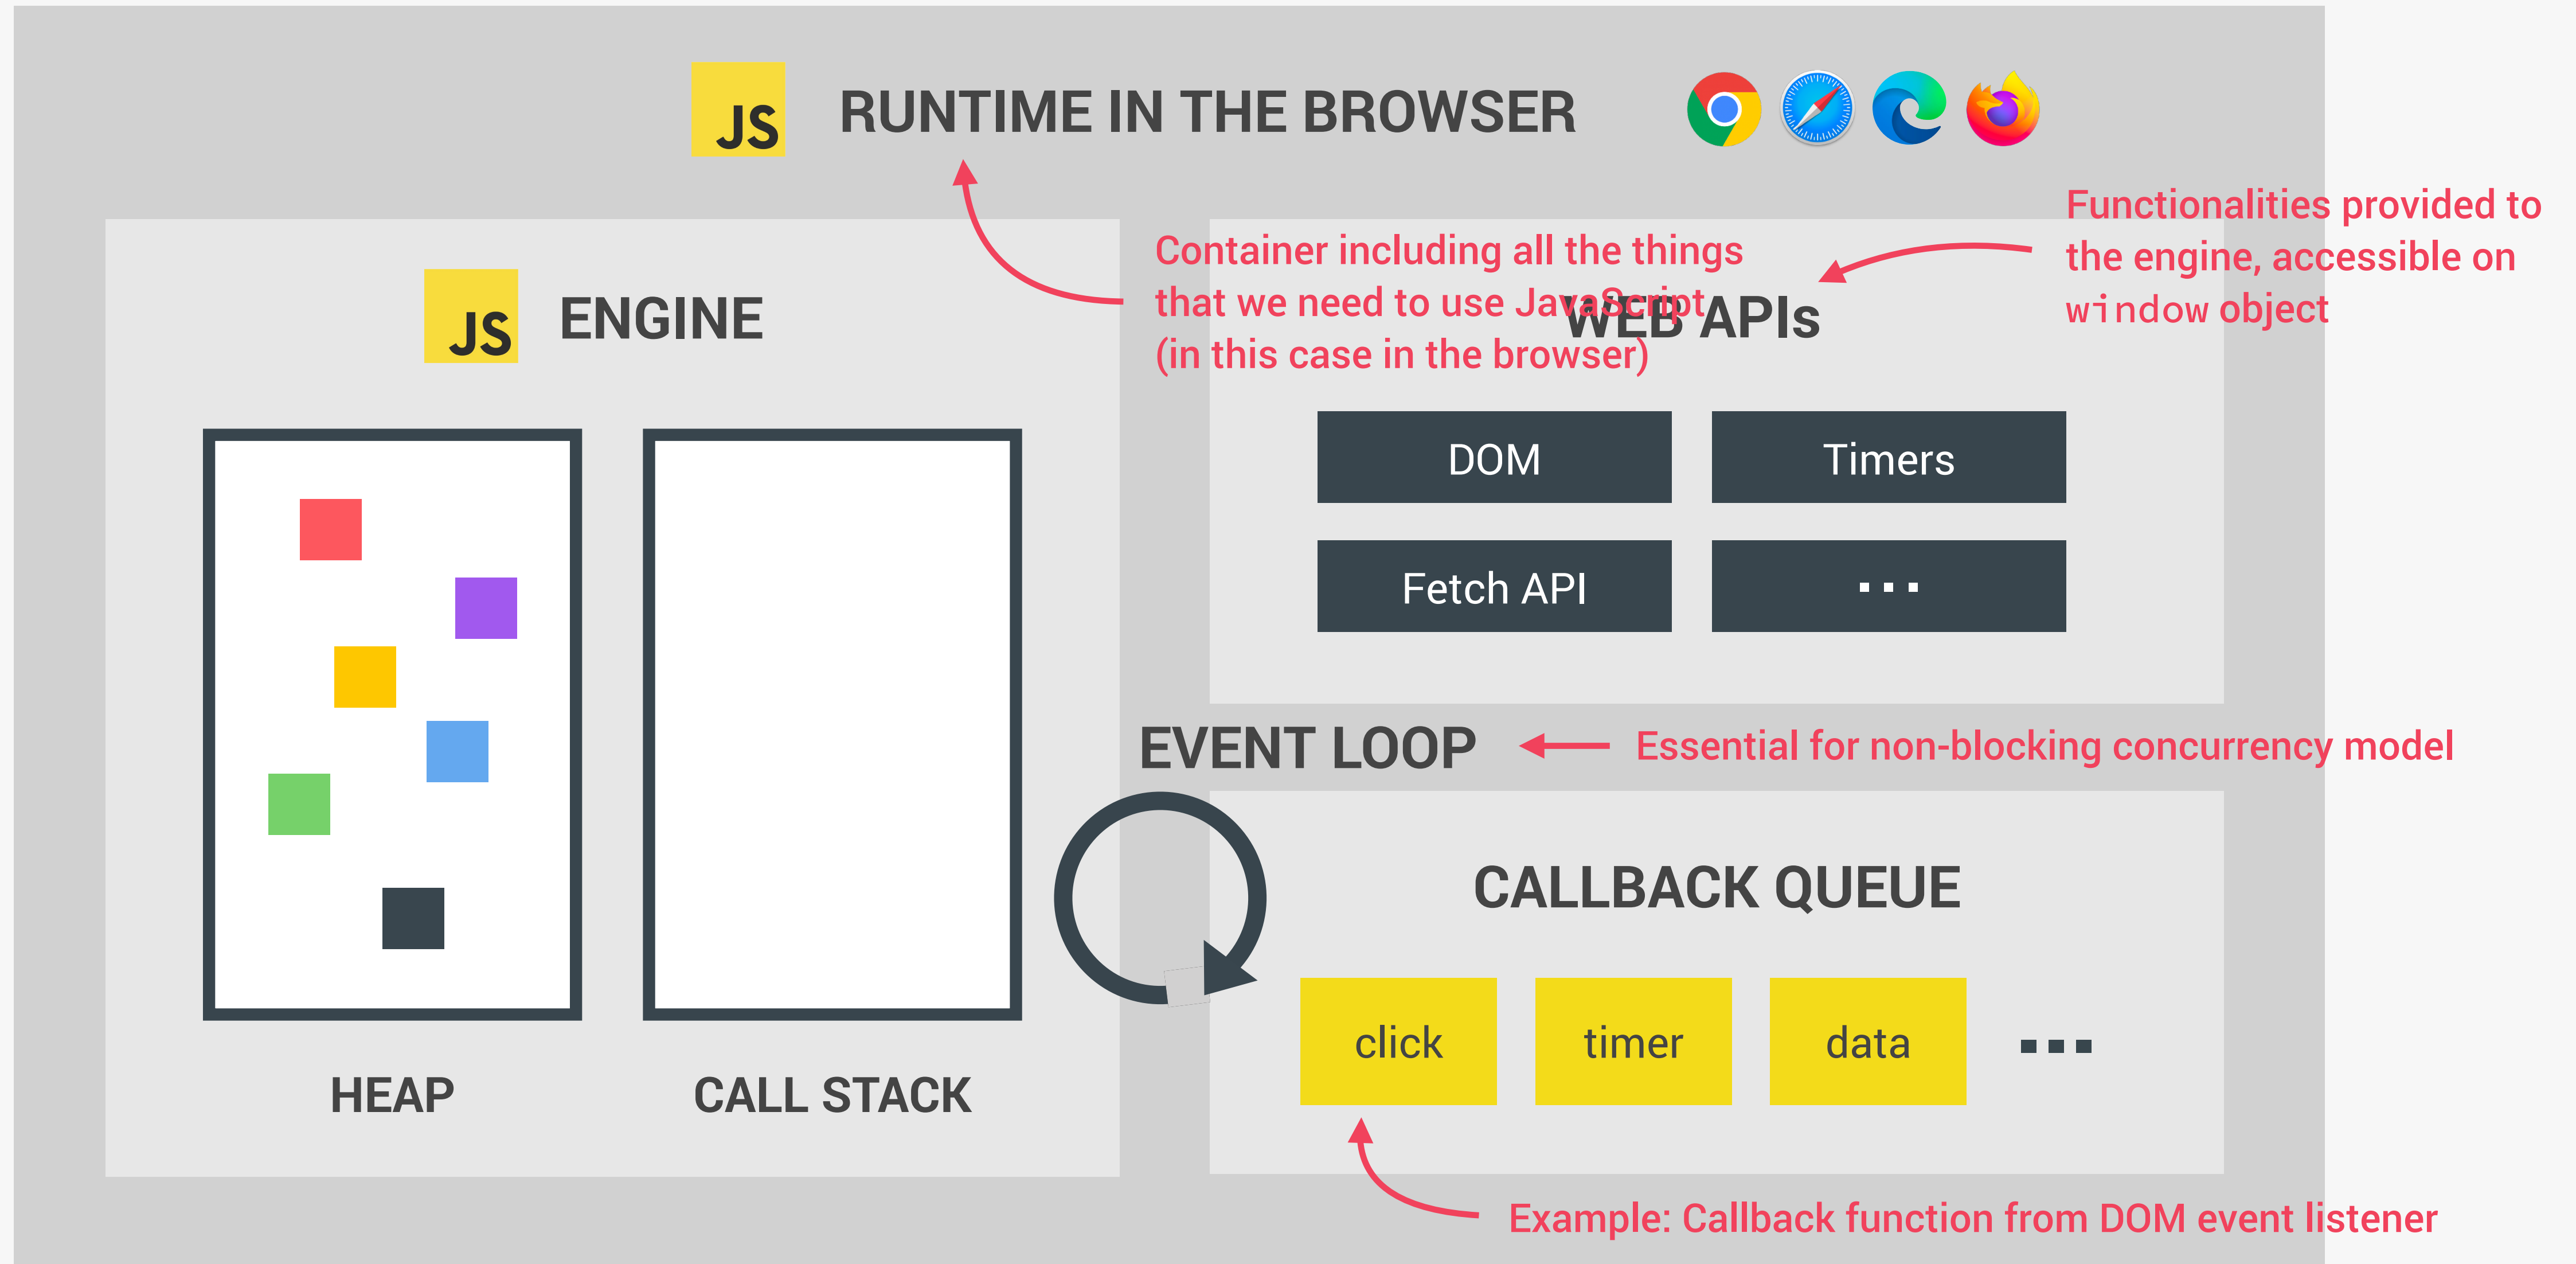 JS
RUNTIME IN THE BROWSER
Functionalities provided to
the engine, accessible on
window object
Container including all the things
that we need to use JavaScript
(in this case in the browser)
JS
ENGINE
WEB APIs
DOM
Timers
Fetch API
...
EVENT LOOP
Essential for non-blocking concurrency model
CALLBACK QUEUE
click
timer
data
...
HEAP
CALL STACK
Example: Callback function from DOM event listener